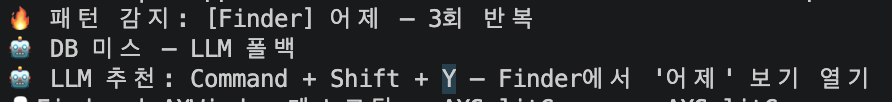 🔥 패턴 감지: [Finder] 어제 — 3회 반복
🤖 DB 미스 — LLM 폴백
🤖 LLM 추천: Command + Shift + Y — Finder에서 '어제' 보기 열기